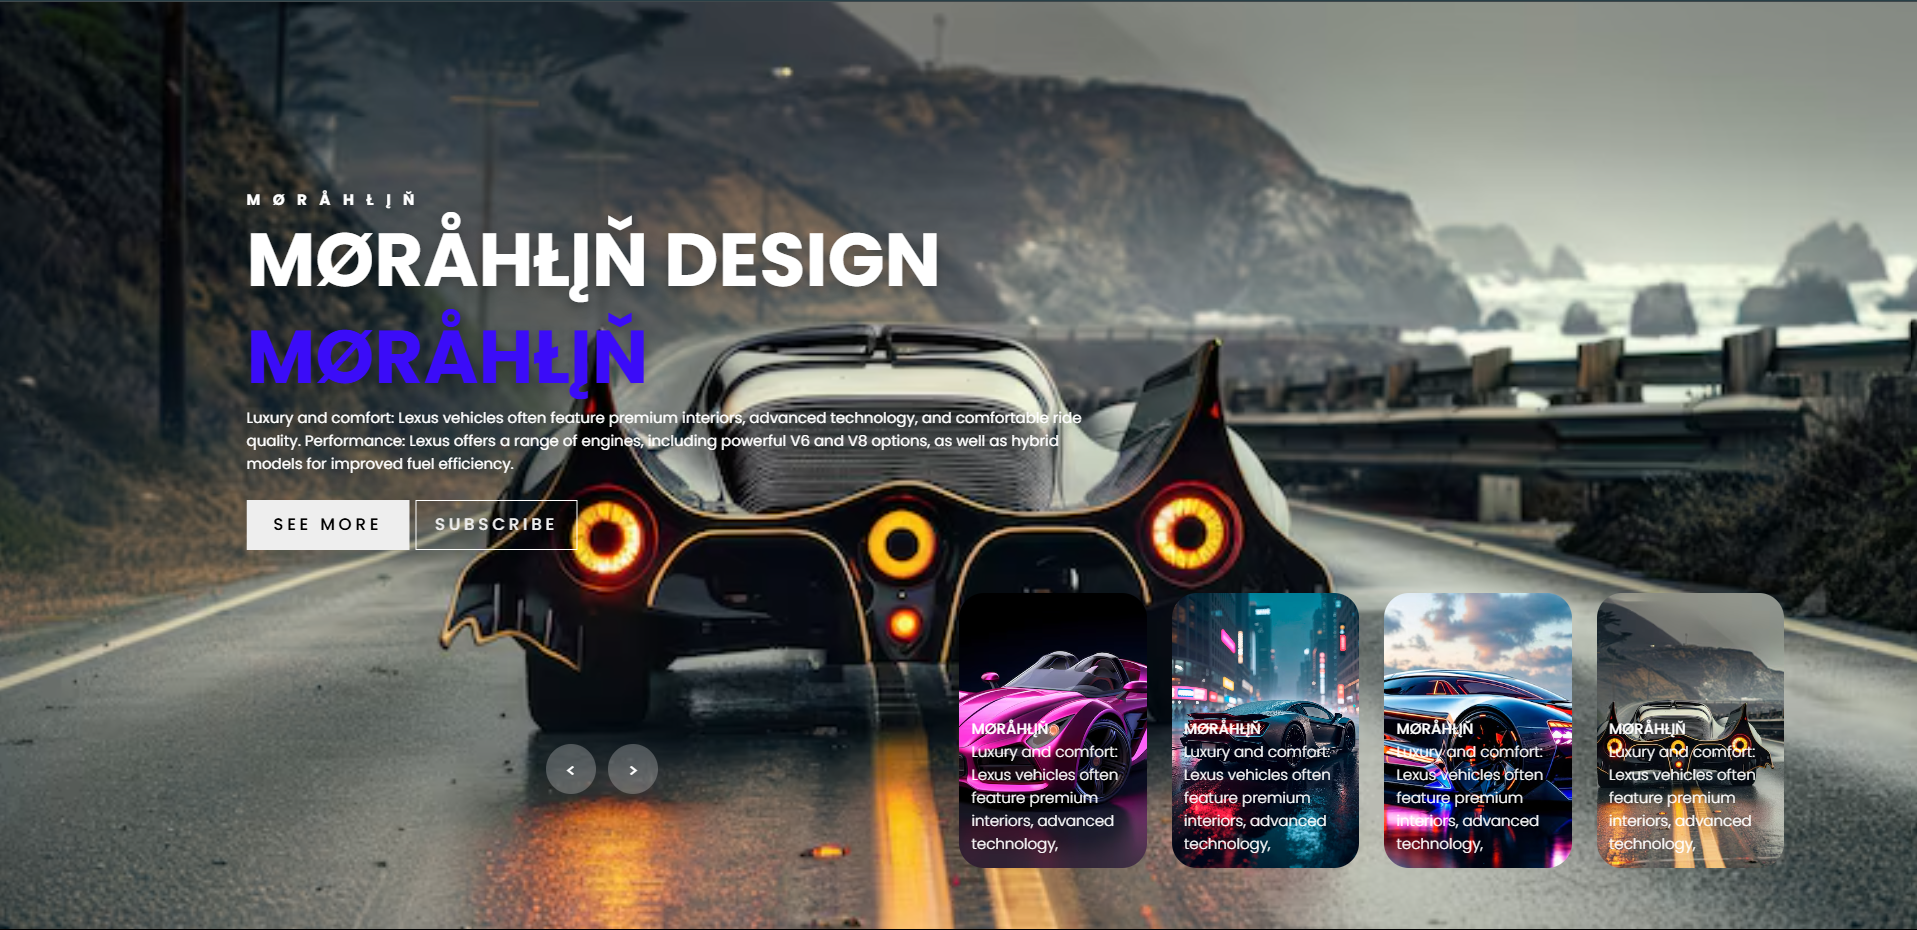 MØRÅHŁĮŇ
MØRÅHŁĮŇ DESIGN
MØRÅHŁĮŇ
Luxury and comfort: Lexus vehicles often feature premium interiors, advanced technology, and comfortable ride
quality. Performance: Lexus offers a range of engines, including powerful V6 and V8 options, as well as hybrid
models for improved fuel efficiency.
SEE MORE
SUBSCRIBE
<
>
MØRÅHŁĮŇ
Luxury and comfort:
Lexus vehicles often
feature premium
interiors, advanced
technology,
MØRÅHŁĮŇ
Luxury and comfort:
Lexus vehicles often
feature premium
interiors, advanced
technology,
MØRÅHŁĮŇ
Luxury and comfort:
Lexus vehicles often
feature premium
interiors, advanced
technology,
MØRÅHŁĮŇ
Luxury and comfort:
Lexus vehicles often
feature premium
interiors, advanced
technology,